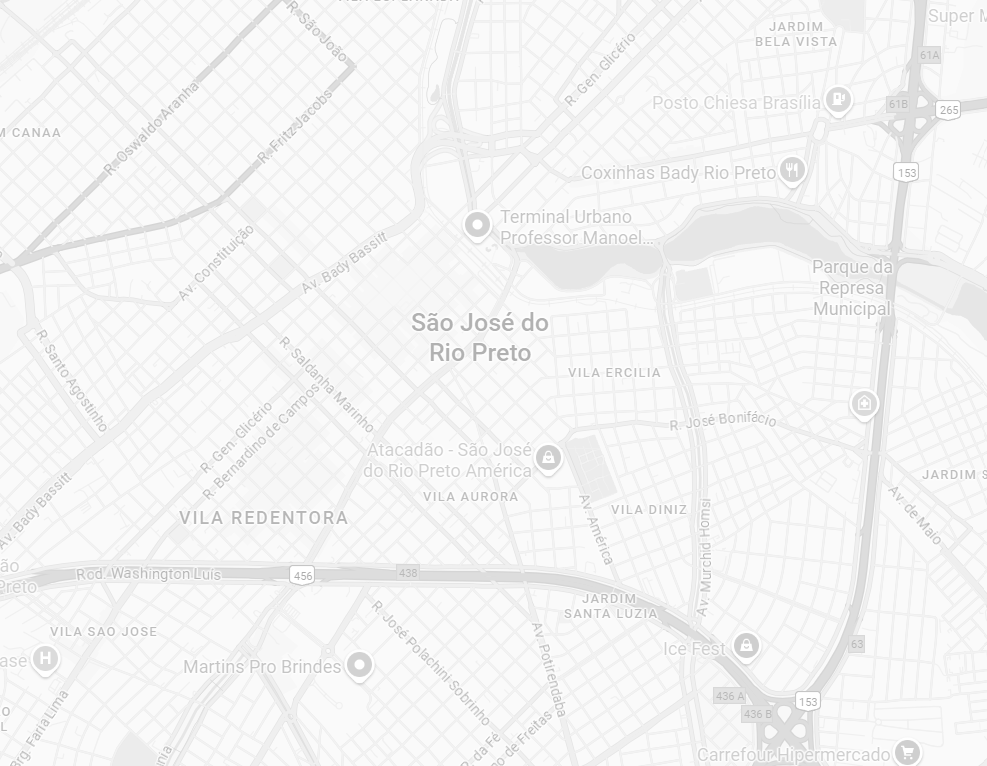 R. São João
JARDIM
BELA VISTA
Super M
61A
R. Gen. Glicério
R. Oswaldo Aranha
R. Fritz Jacobs
Posto Chiesa Brasília
61B
265
M CANAA
Coxinhas Bady Rio Preto
153
Terminal Urbano
Professor Manoel...
Av. Constituição
Av. Bady Bassitt
Parque da
Represa
Municipal
São José do
Rio Preto
R. Santo Agostinho
R. Saldanha Marinho
VILA ERCILIA
R. Gen. Glicério
R. Bernardino de Campos
R. José Bonifácio
Atacadão - São José
do Rio Preto América
JARDIM S
VILA AURORA
Av. Bady Bassitt
VILA REDENTORA
Av. América
VILA DINIZ
Av. de Maio
ão
Preto
Rod. Washington Luís
456
438
Av. Murchid Homsi
JARDIM
SANTA LUZIA
VILA SAO JOSE
R. José Polachini Sobrinho
Av. Potirendaba
63
Ice Fest
ase
H
Martins Pro Brindes
436 A
153
436 B
O
L
Arg. Faria Lima
nia
R. da Fé
o de Freitas
Carrefour Hipermercado